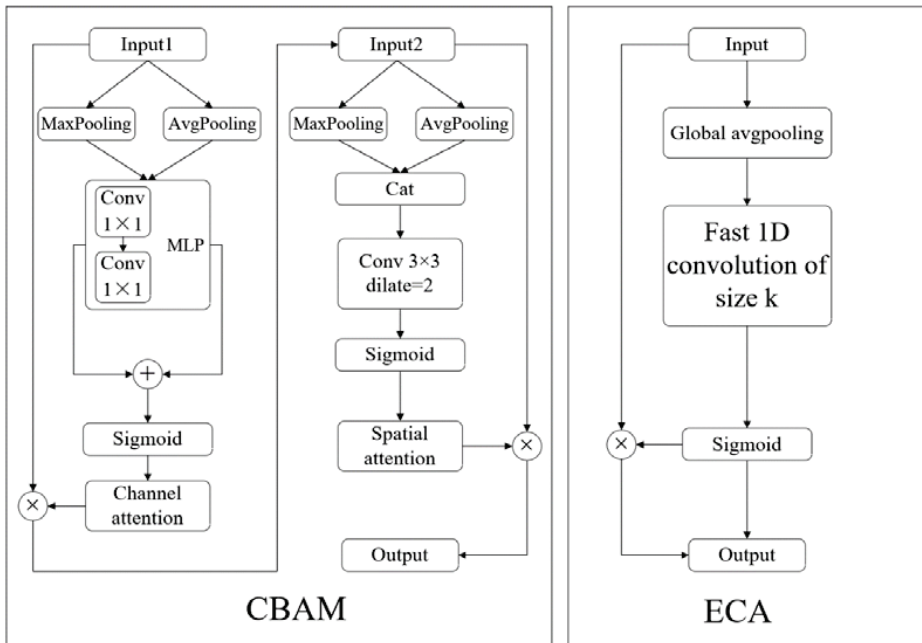 Input1
MaxPooling
AvgPooling
Conv
1×1
Conv
1×1
MLP
+
Sigmoid
Channel
attention
×
Input2
MaxPooling
AvgPooling
Cat
Conv 3×3
dilate=2
Sigmoid
Spatial
attention
×
Output
CBAM
Input
Global avgpooling
Fast 1D
convolution of
size k
Sigmoid
×
Output
ECA